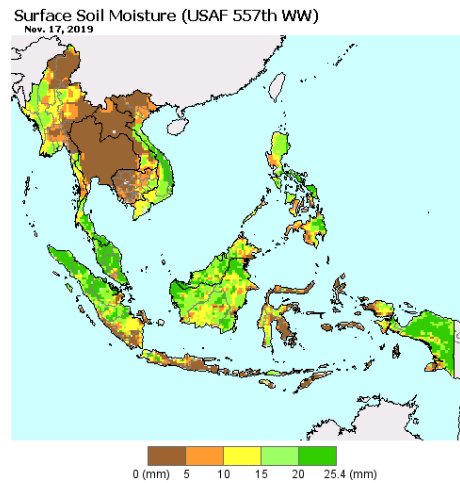 Surface Soil Moisture (USAF 557th WW)
Nov. 17, 2019
0 (mm) 5 10 15 20 25.4 (mm)